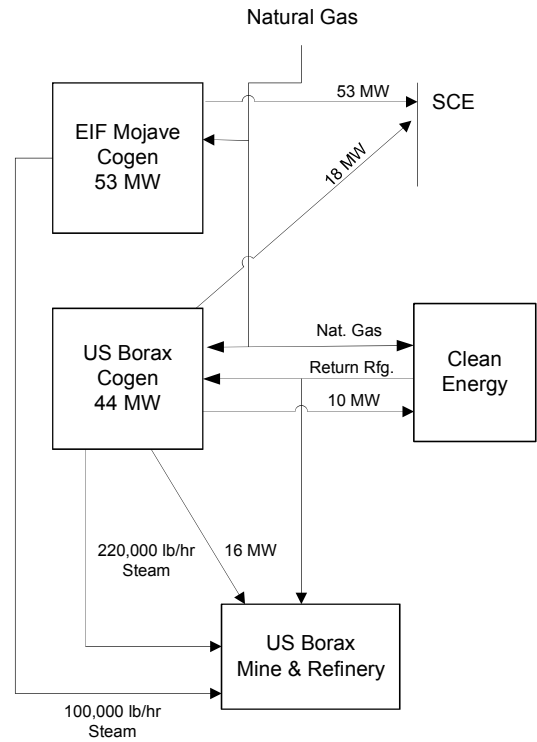 Natural Gas
53 MW
SCE
EIF Mojave
Cogen
53 MW
18 MW
US Borax
Cogen
44 MW
Nat. Gas
Return Rfg.
10 MW
Clean
Energy
220,000 lb/hr
Steam
16 MW
US Borax
Mine & Refinery
100,000 lb/hr
Steam